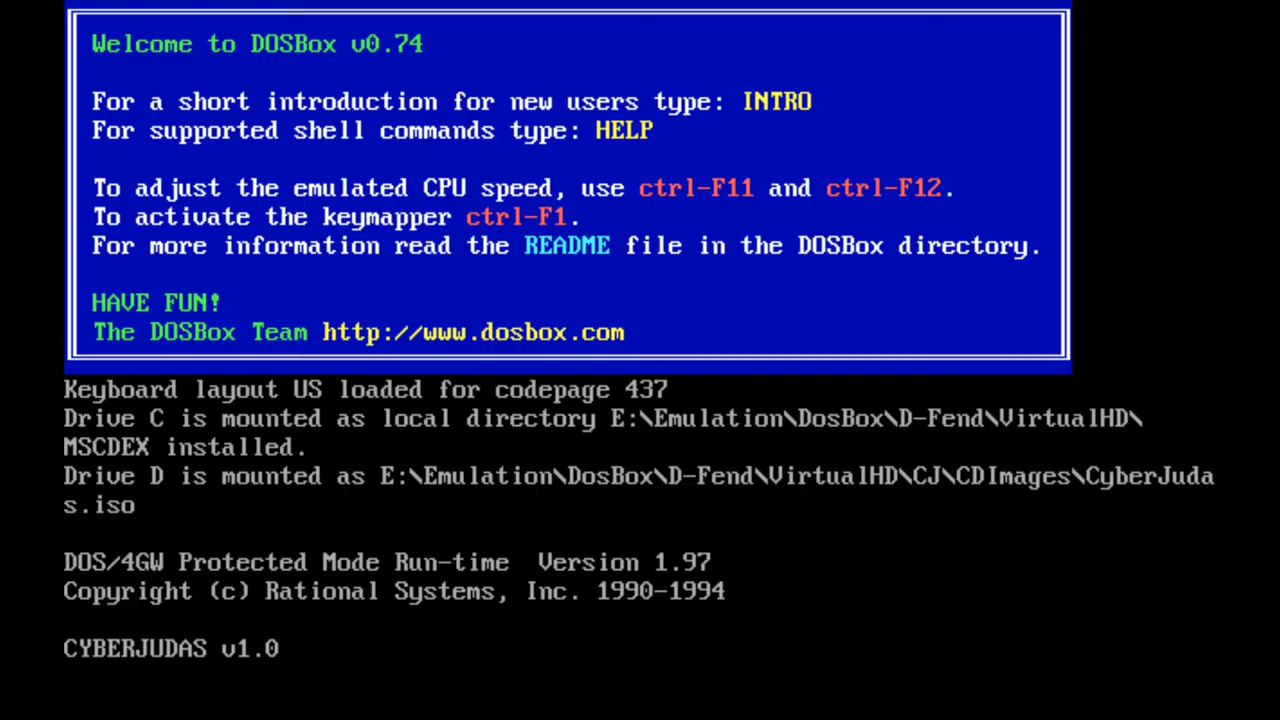 Welcome to DOSBox v0.74
For a short introduction for new users type: INTRO
For supported shell commands type: HELP
To adjust the emulated CPU speed, use ctrl-F11 and ctrl-F12.
To activate the keymapper ctrl-F1.
For more information read the README file in the DOSBox directory.
HAVE FUN!
The DOSBox Team http://www.dosbox.com
Keyboard layout US loaded for codepage 437
Drive C is mounted as local directory E:\Emulation\DosBox\D-Fend\VirtualHD\
MSCDEX installed.
Drive D is mounted as E:\Emulation\DosBox\D-Fend\VirtualHD\CJ\CDImages\CyberJuda
s.iso
DOS/4GW Protected Mode Run-time  Version 1.97
Copyright (c) Rational Systems, Inc. 1990-1994
CYBERJUDAS v1.0